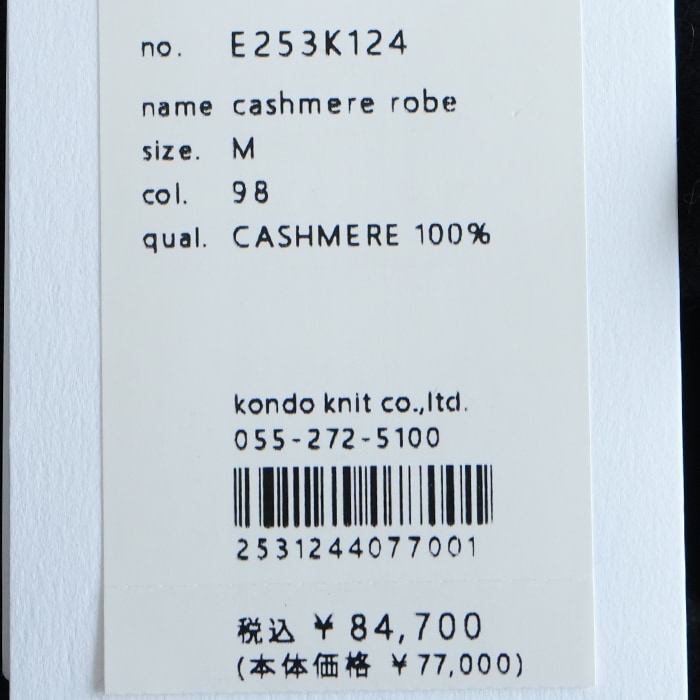 no. E253K124
name cashmere robe
size. M
col. 98
qual. CASHMERE 100%
kondo knit co.,ltd.
055-272-5100
2531244077001
税込 ¥84,700
(本体価格 ¥77,000)